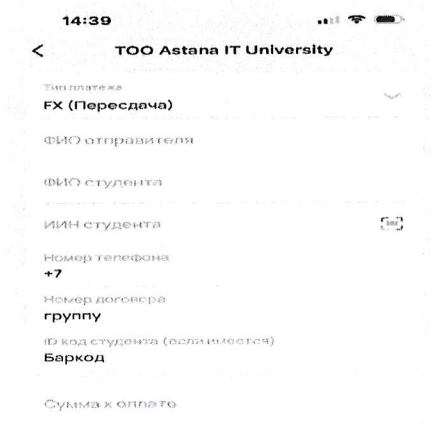 14:39
ТОО Astana IT University
Тип платежа
FX (Пересдача)
ФИО отправителя
ФИО студента
ИИН студента
Номер телефона
+7
Номер договора
группу
ID код студента (если имеется)
Баркод
Сумма к оплате